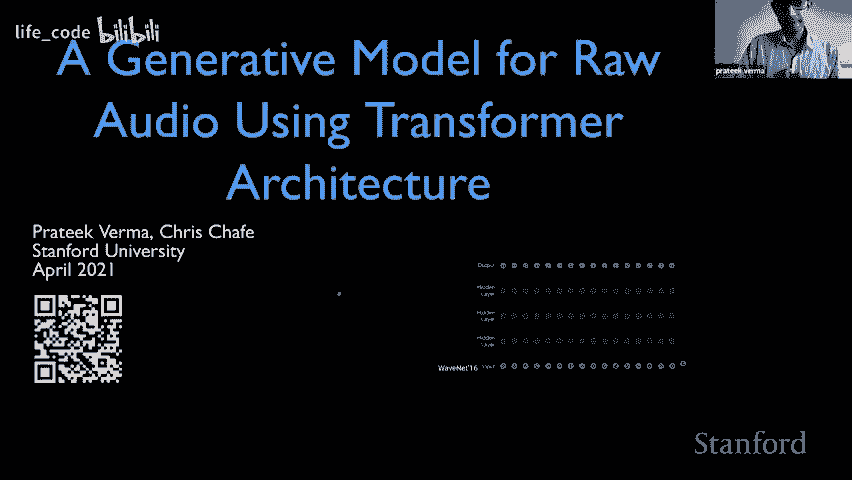 life_code bilibili
prateek verma
A Generative Model for Raw
Audio Using Transformer
Architecture
Prateek Verma, Chris Chafe
Stanford University
April 2021
Output
Hidden
Layer
Hidden
Layer
Hidden
Layer
WaveNet'16
Input
Stanford